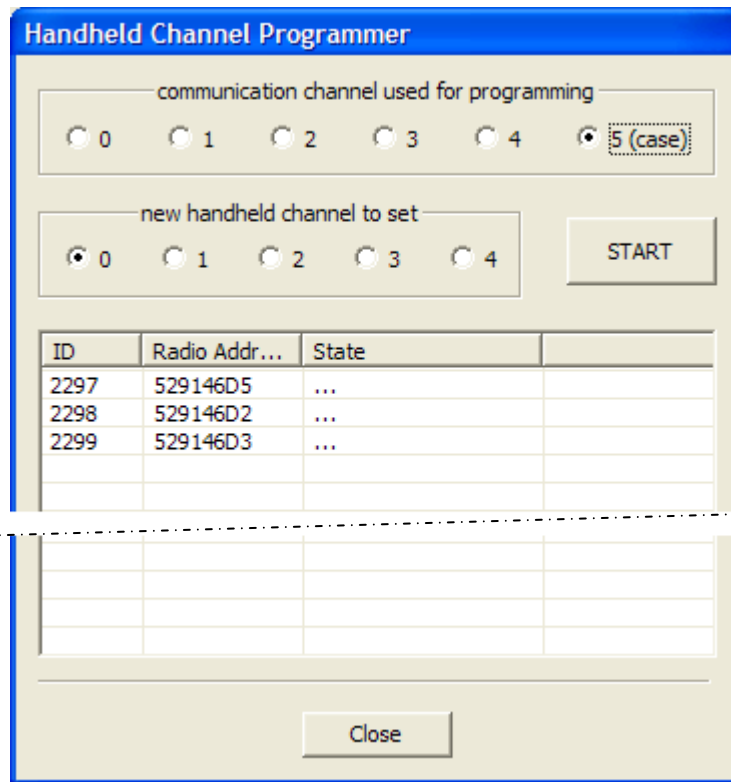 Handheld Channel Programmer
communication channel used for programming
0 1 2 3 4 5 (case)
new handheld channel to set
0 1 2 3 4 START
ID Radio Addr... State
2297 529146D5 ...
2298 529146D2 ...
2299 529146D3 ...
Close